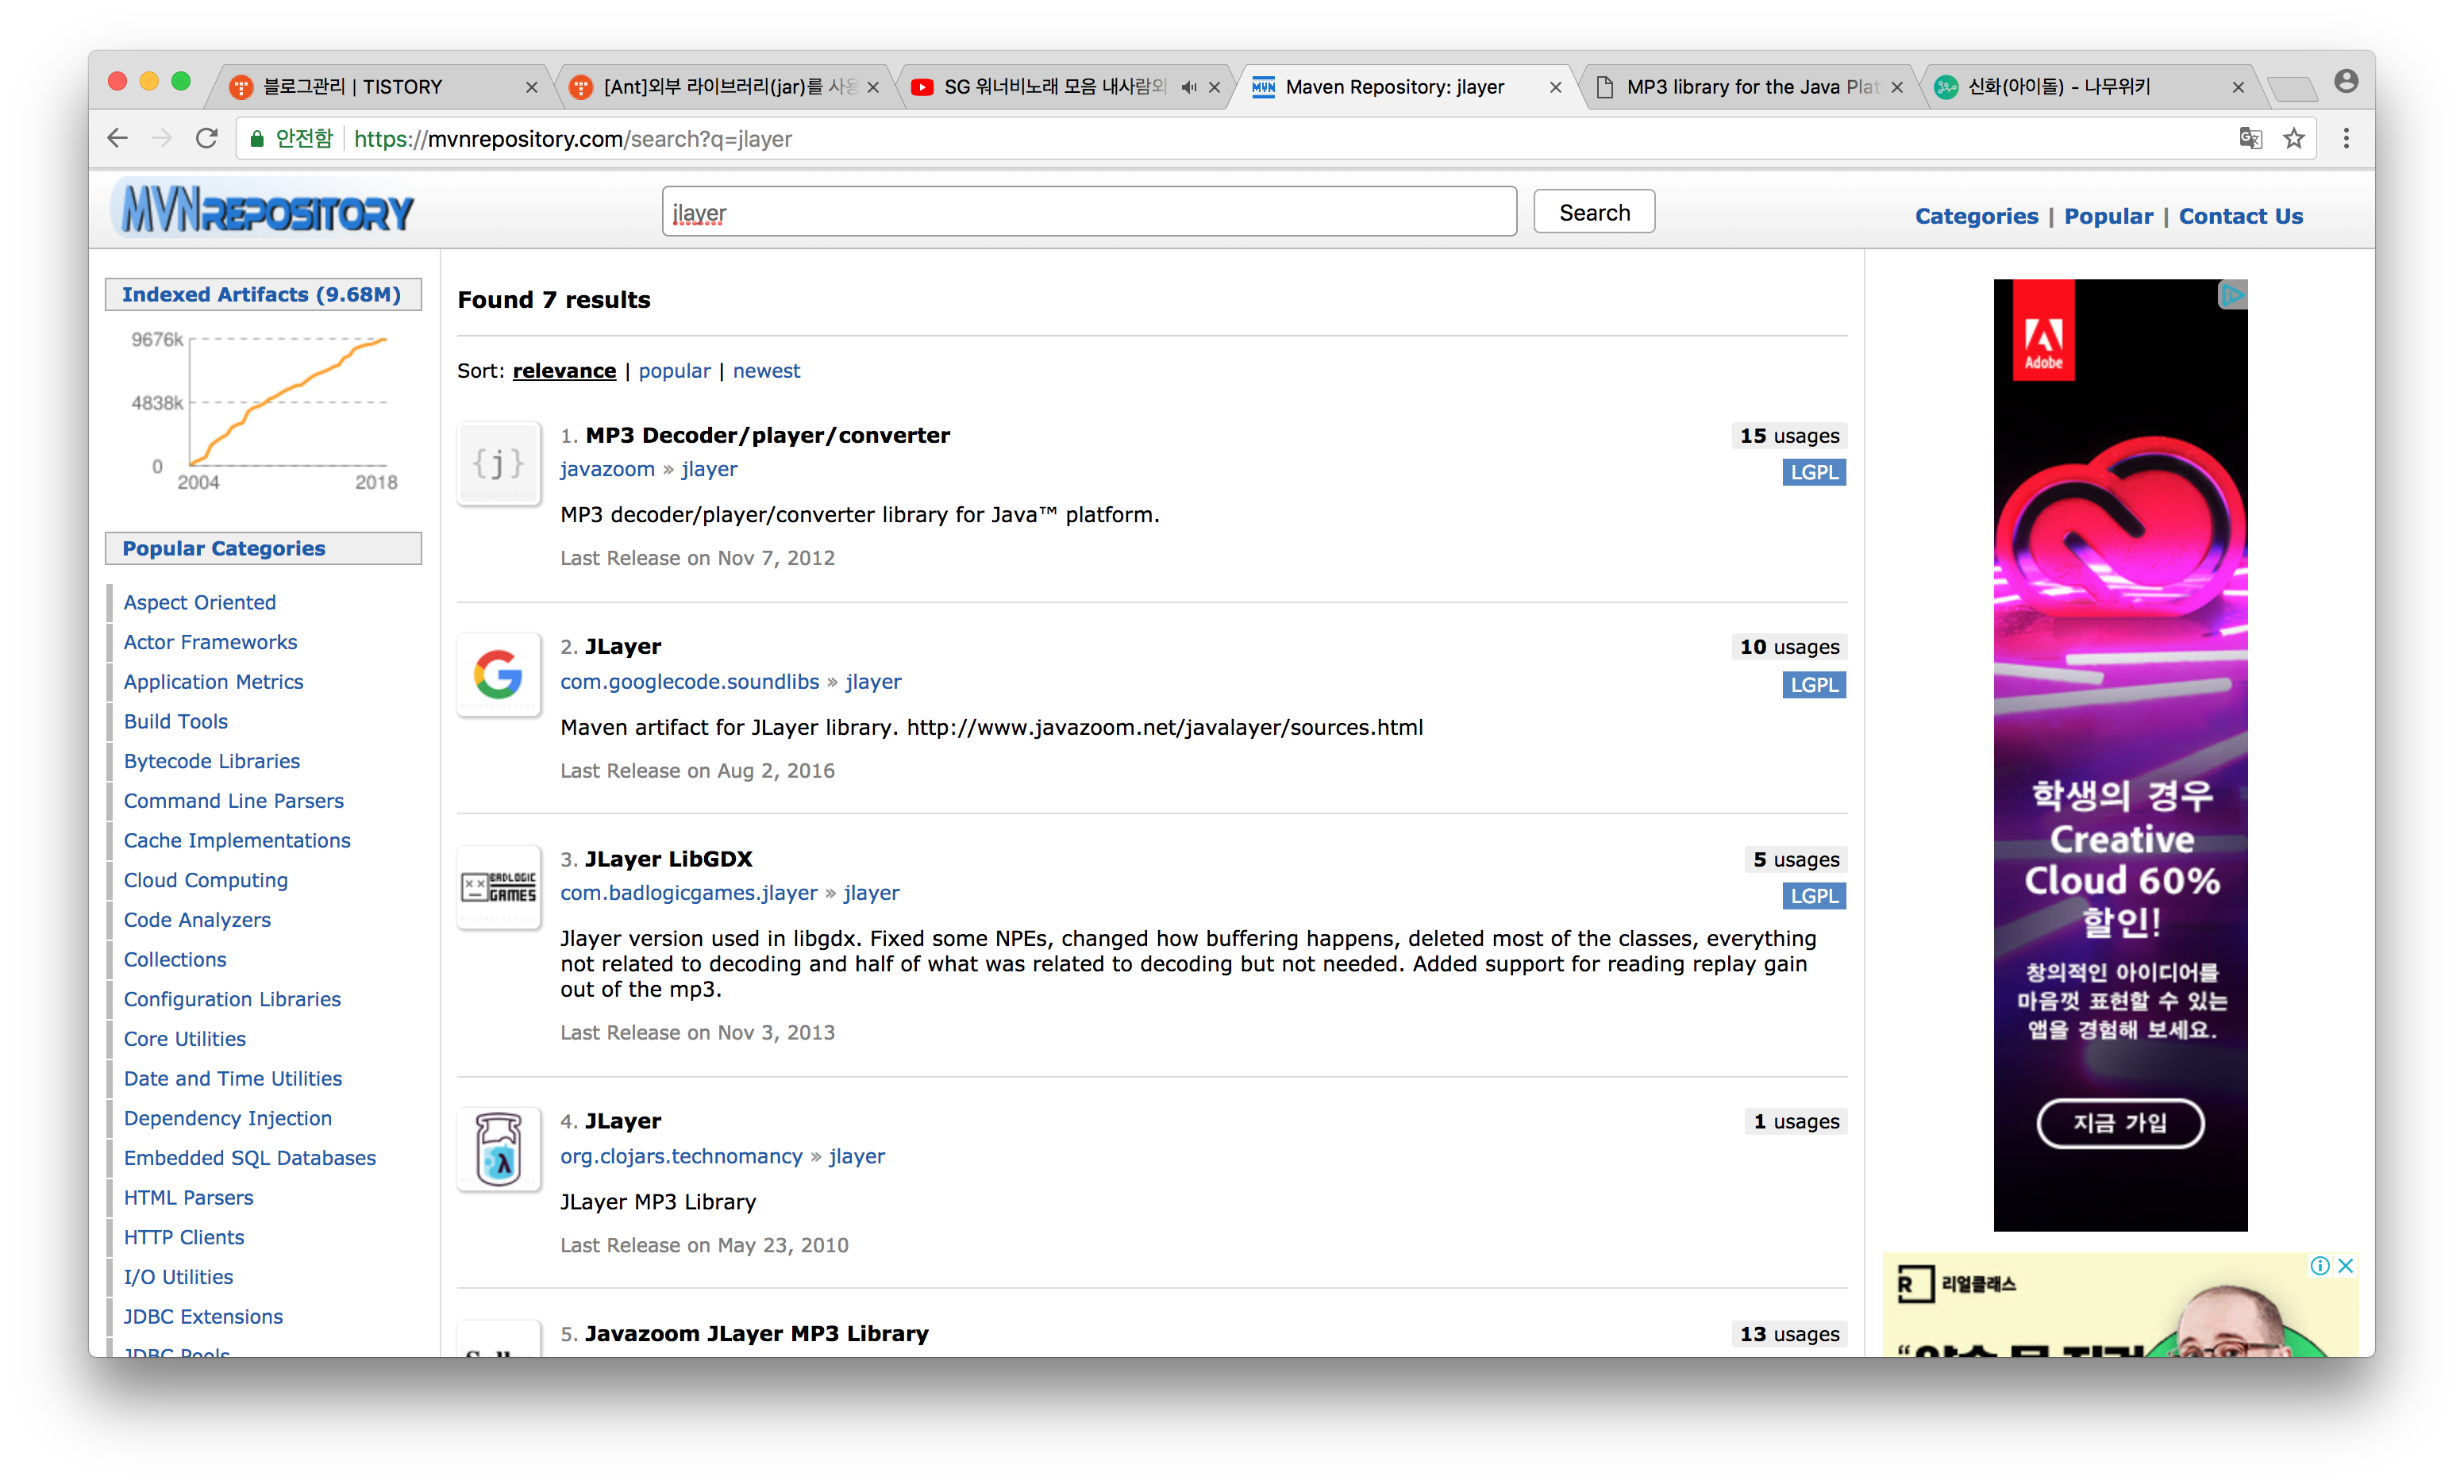 블로그관리 | TISTORY
[Ant]외부 라이브러리(jar)를 사용
SG 워너비노래 모음 내사람외
Maven Repository: jlayer
MP3 library for the Java Plat
신화(아이돌) - 나무위키
안전함 https://mvnrepository.com/search?q=jlayer
MVNREPOSITORY
jlayer
Search
Categories | Popular | Contact Us
Indexed Artifacts (9.68M)
9676k
4838k
0
2004
2018
Popular Categories
Aspect Oriented
Actor Frameworks
Application Metrics
Build Tools
Bytecode Libraries
Command Line Parsers
Cache Implementations
Cloud Computing
Code Analyzers
Collections
Configuration Libraries
Core Utilities
Date and Time Utilities
Dependency Injection
Embedded SQL Databases
HTML Parsers
HTTP Clients
I/O Utilities
JDBC Extensions
JDBC Pools
Found 7 results
Sort: relevance | popular | newest
{j}
1. MP3 Decoder/player/converter
15 usages
javazoom » jlayer
LGPL
MP3 decoder/player/converter library for Java™ platform.
Last Release on Nov 7, 2012
2. JLayer
10 usages
com.googlecode.soundlibs » jlayer
LGPL
Maven artifact for JLayer library. http://www.javazoom.net/javalayer/sources.html
Last Release on Aug 2, 2016
BADLOGIC
GAMES
3. JLayer LibGDX
5 usages
com.badlogicgames.jlayer » jlayer
LGPL
Jlayer version used in libgdx. Fixed some NPEs, changed how buffering happens, deleted most of the classes, everything
not related to decoding and half of what was related to decoding but not needed. Added support for reading replay gain
out of the mp3.
Last Release on Nov 3, 2013
4. JLayer
1 usages
org.clojars.technomancy » jlayer
JLayer MP3 Library
Last Release on May 23, 2010
5. Javazoom JLayer MP3 Library
13 usages
Adobe
학생의 경우
Creative
Cloud 60%
할인!
창의적인 아이디어를
마음껏 표현할 수 있는
앱을 경험해 보세요.
지금 가입
R 리얼클래스